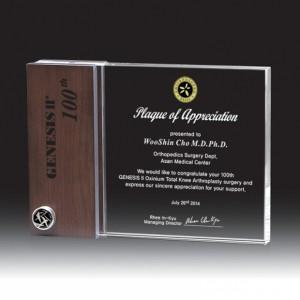 GENESIS II
100th
Plaque of Appreciation
presented to
WooShin Cho M.D.Ph.D.
Orthopedics Surgery Dept,
Asan Medical Center
We would like to congratulate your 100th
GENESIS II Oxinium Total Knee Arthroplasty surgery and
express our sincere appreciation for your support.
July 20th 2014
Rhee In-Kyu
Managing Director